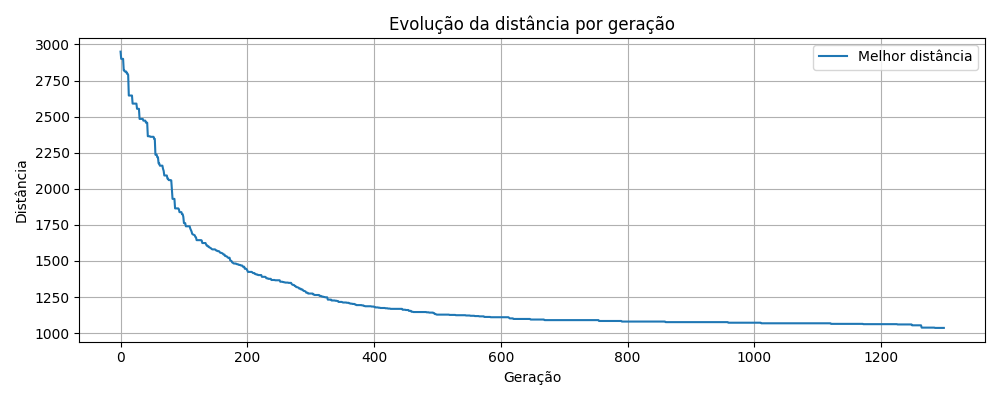 Evolução da distância por geração
Melhor distância
3000
2750
2500
2250
2000
1750
1500
1250
1000
Distância
0 200 400 600 800 1000 1200
Geração